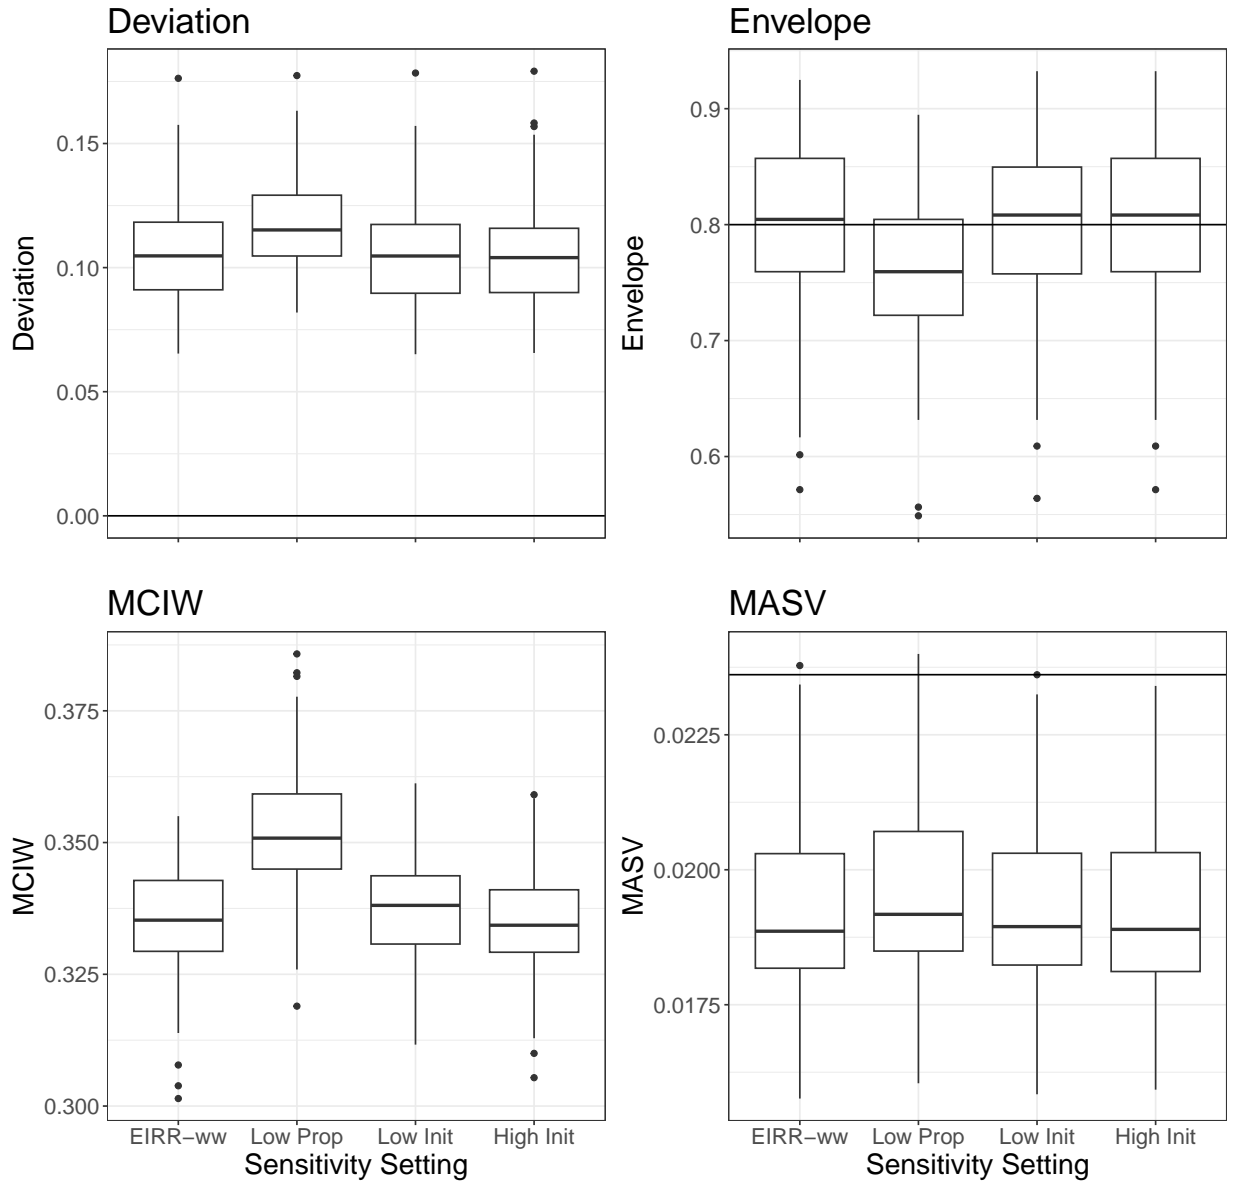 Deviation
Deviation
0.15
0.10
0.05
0.00
Envelope
Envelope
0.9
0.8
0.7
0.6
MCIW
MCIW
0.375
0.350
0.325
0.300
EIRR−ww Low Prop Low Init High Init
Sensitivity Setting
MASV
MASV
0.0225
0.0200
0.0175
EIRR−ww Low Prop Low Init High Init
Sensitivity Setting